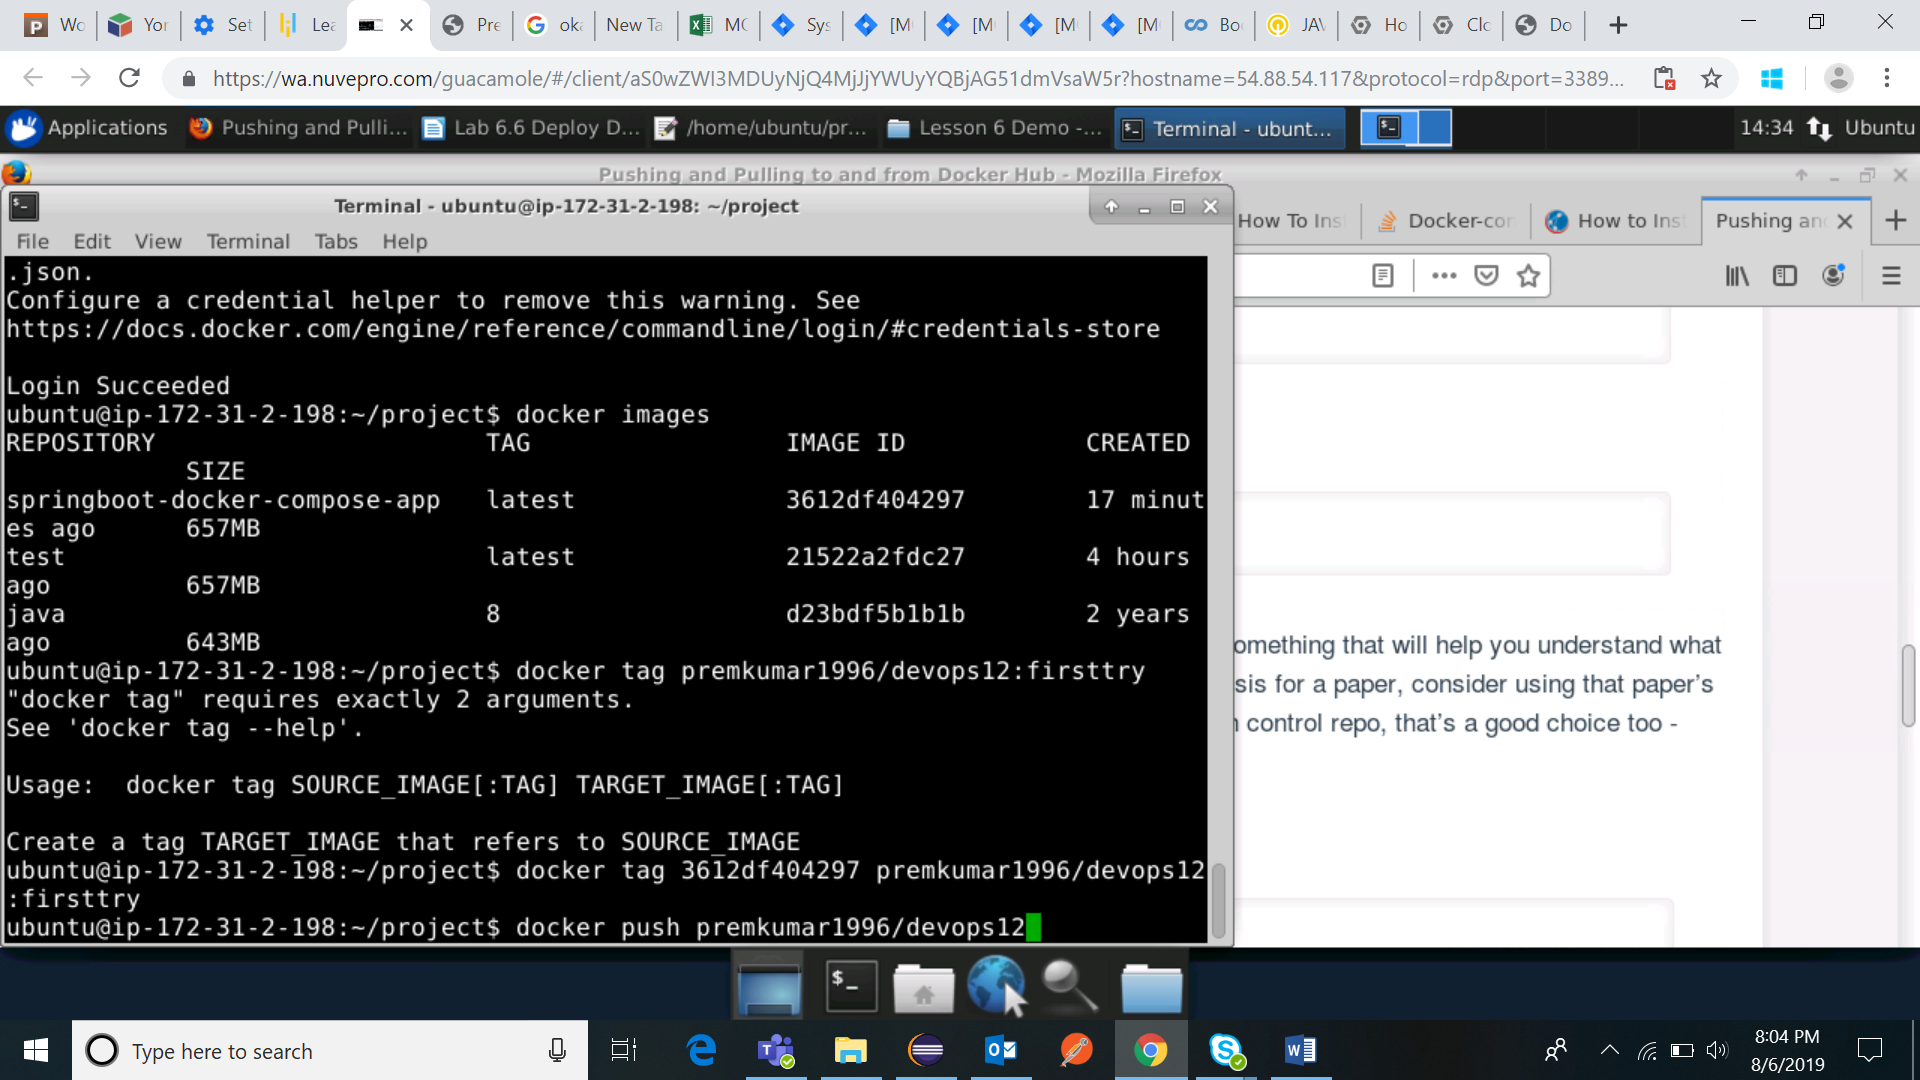 Wo
Yor
Set
Lea
Pre
oka
New Ta
MC
Sys
[M
[M
[M
[M
Bo
JAV
Ho
Clo
Do
https://wa.nuvepro.com/guacamole/#/client/aS0wZWI3MDUyNjQ4MjJjYWUyYQBjAG51dmVsaW5r?hostname=54.88.54.117&protocol=rdp&port=3389...
Applications
Pushing and Pulli...
Lab 6.6 Deploy D...
/home/ubuntu/pr...
Lesson 6 Demo -...
Terminal - ubunt...
14:34
Ubuntu
Pushing and Pulling to and from Docker Hub - Mozilla Firefox
Terminal - ubuntu@ip-172-31-2-198: ~/project
How To Ins
Docker-con
How to Ins
Pushing an
File Edit View Terminal Tabs Help
.json.
Configure a credential helper to remove this warning. See
https://docs.docker.com/engine/reference/commandline/login/#credentials-store
Login Succeeded
ubuntu@ip-172-31-2-198:~/project$ docker images
REPOSITORY TAG IMAGE ID CREATED
SIZE
springboot-docker-compose-app latest 3612df404297 17 minut
es ago 657MB
test latest 21522a2fdc27 4 hours
ago 657MB
java 8 d23bdf5b1b1b 2 years
ago 643MB
ubuntu@ip-172-31-2-198:~/project$ docker tag premkumar1996/devops12:firsttry
"docker tag" requires exactly 2 arguments.
See 'docker tag --help'.
Usage: docker tag SOURCE_IMAGE[:TAG] TARGET_IMAGE[:TAG]
Create a tag TARGET_IMAGE that refers to SOURCE_IMAGE
ubuntu@ip-172-31-2-198:~/project$ docker tag 3612df404297 premkumar1996/devops12
:firsttry
ubuntu@ip-172-31-2-198:~/project$ docker push premkumar1996/devops12
omething that will help you understand what
sis for a paper, consider using that paper's
control repo, that's a good choice too -
Type here to search
8:04 PM
8/6/2019